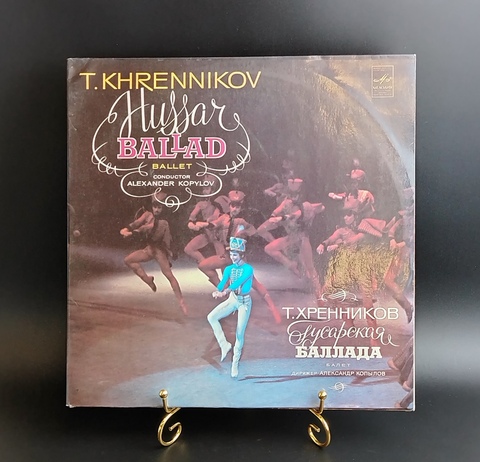 T. KHRENNIKOV
Hussar
BALLAD
BALLET
CONDUCTOR
ALEXANDER KOPYLOV
Т. ХРЕННИКОВ
Гусарская
БАЛЛАДА
БАЛЕТ
ДИРИЖЕР АЛЕКСАНДР КОПЫЛОВ